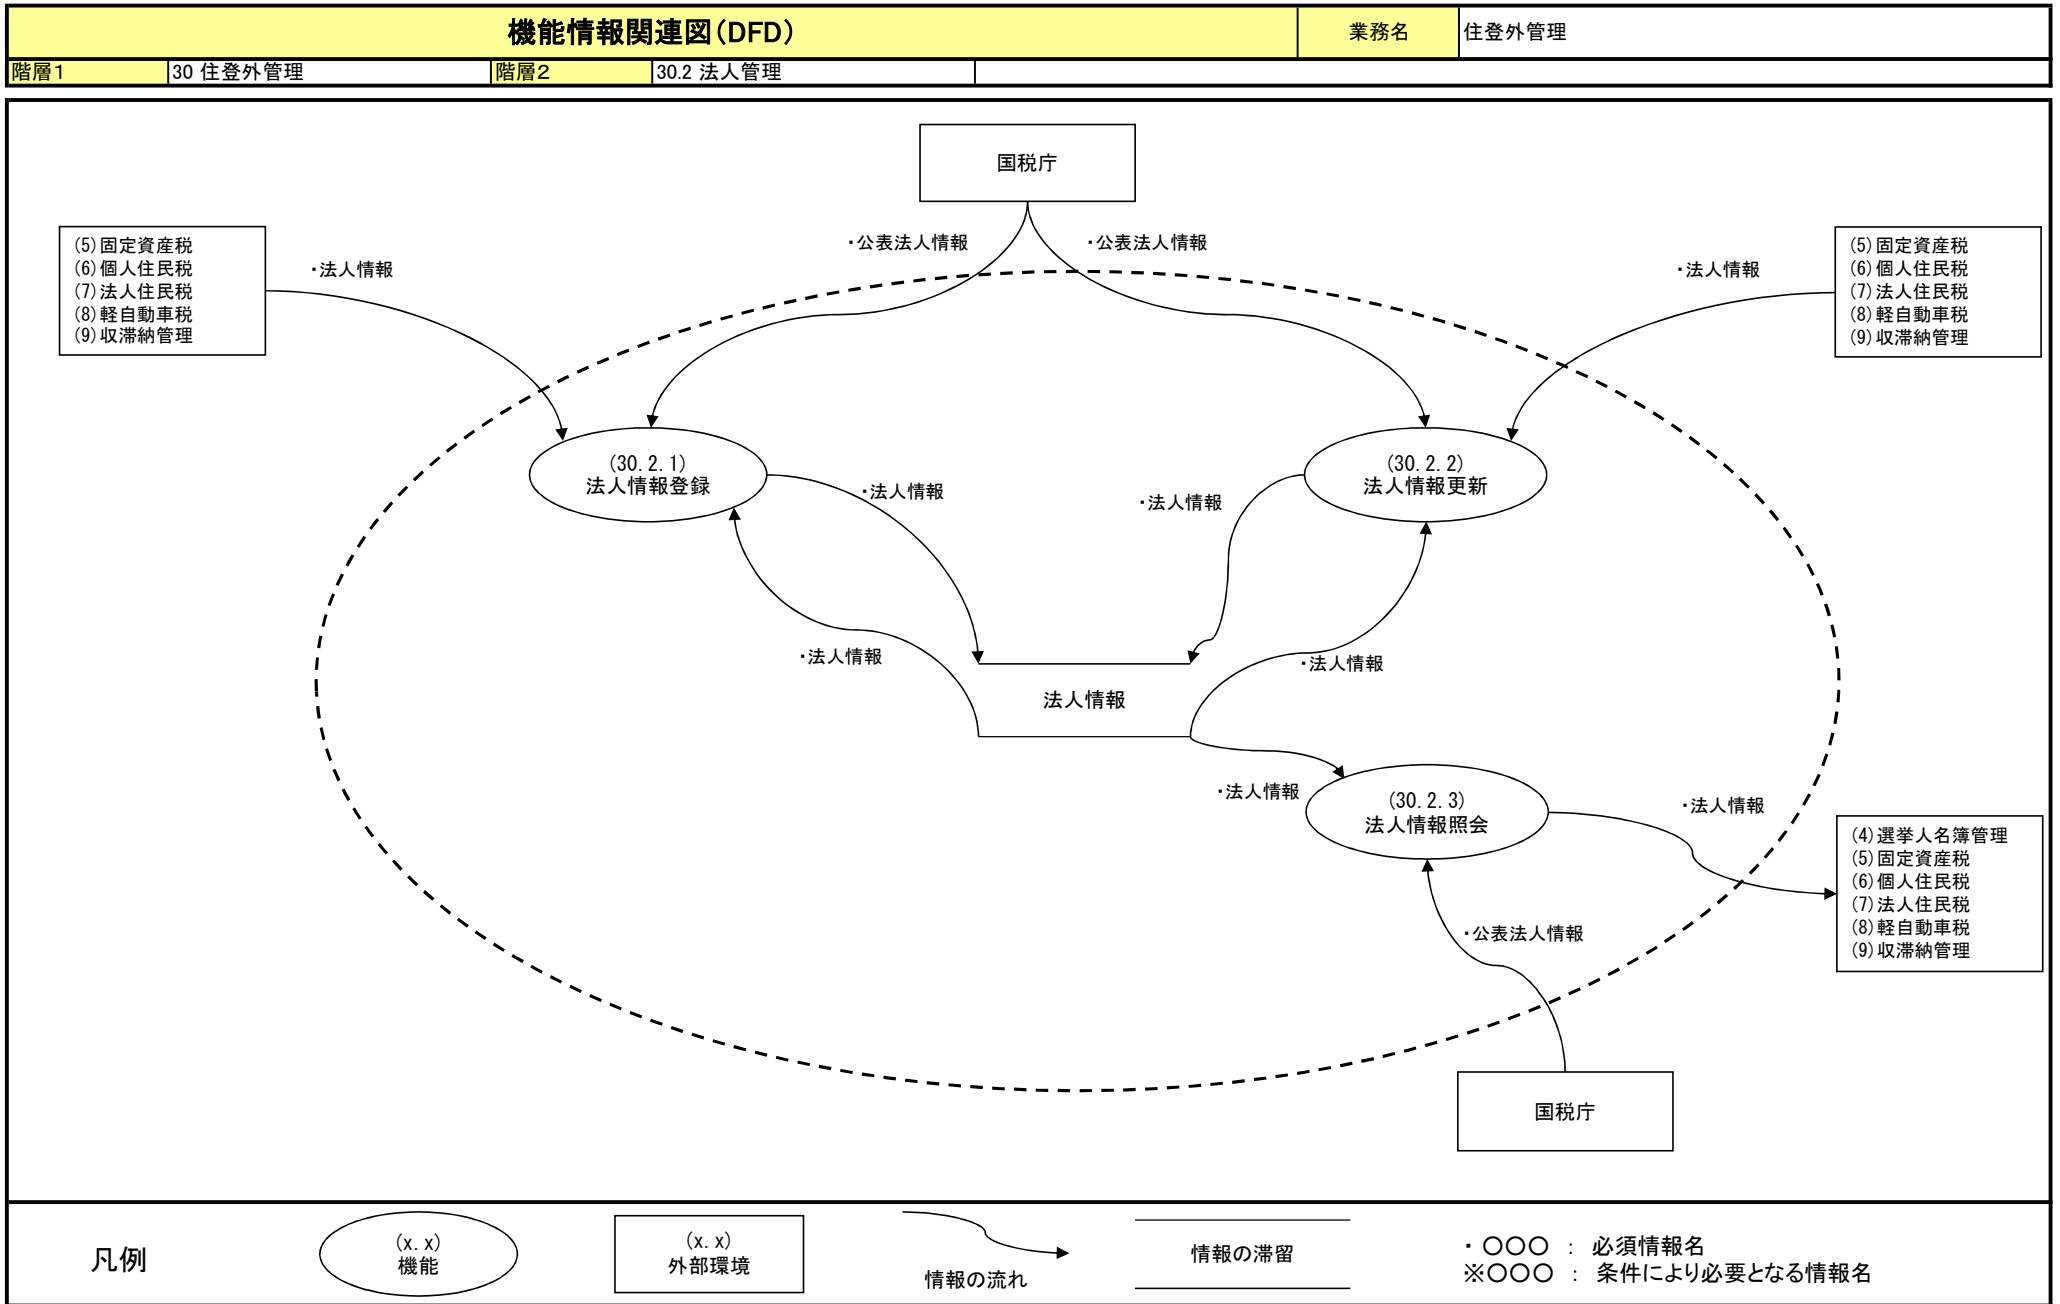 機能情報関連図(DFD)
業務名
住登外管理
階層1
30 住登外管理
階層2
30.2 法人管理
国税庁
・公表法人情報
・公表法人情報
(5)固定資産税
(6)個人住民税
(7)法人住民税
(8)軽自動車税
(9)収滞納管理
・法人情報
・法人情報
(5)固定資産税
(6)個人住民税
(7)法人住民税
(8)軽自動車税
(9)収滞納管理
(30.2.1)
法人情報登録
・法人情報
・法人情報
(30.2.2)
法人情報更新
・法人情報
・法人情報
法人情報
・法人情報
(30.2.3)
法人情報照会
・法人情報
(4)選挙人名簿管理
(5)固定資産税
(6)個人住民税
(7)法人住民税
(8)軽自動車税
(9)収滞納管理
・公表法人情報
国税庁
凡例
(x.x)
機能
(x.x)
外部環境
情報の流れ
情報の滞留
・ ○○○ : 必須情報名
※○○○ : 条件により必要となる情報名